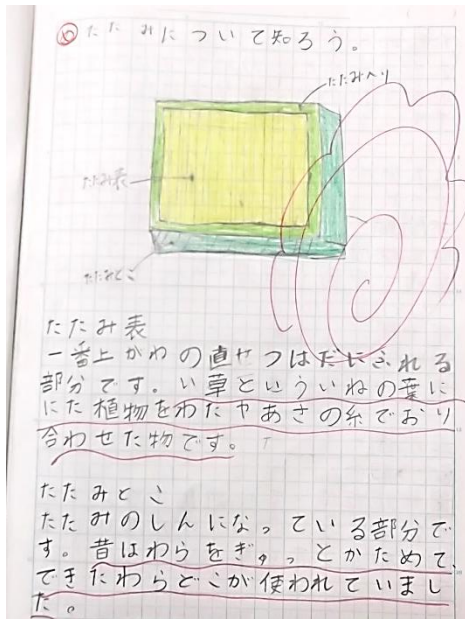 めたたみについて知ろう。
たたみへり
たたみ表
たたみどこ
たたみ表
一番上がわの直せつはだにふれる
部分です。い草といういねの葉に
にた植物をわたやあさの糸でおり
合わせた物です。
たたみどこ
たたみのしんになっている部分で
す。昔はわらをぎゅっとかためて、
できたわらどこが使われていまし
た。